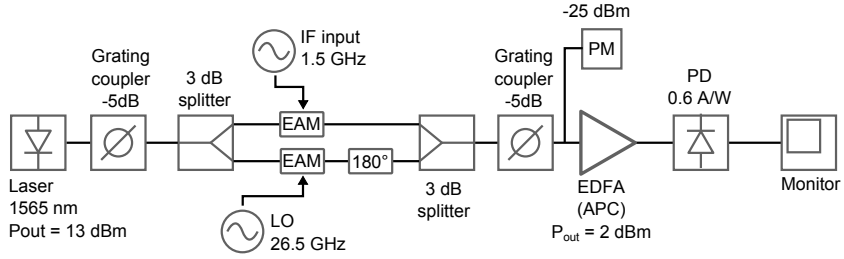 -25 dBm
PM
IF input
1.5 GHz
Grating
coupler
-5dB
3 dB
splitter
EAM
EAM
180°
Grating
coupler
-5dB
PD
0.6 A/W
Laser
1565 nm
Pout = 13 dBm
LO
26.5 GHz
3 dB
splitter
EDFA
(APC)
Pout = 2 dBm
Monitor